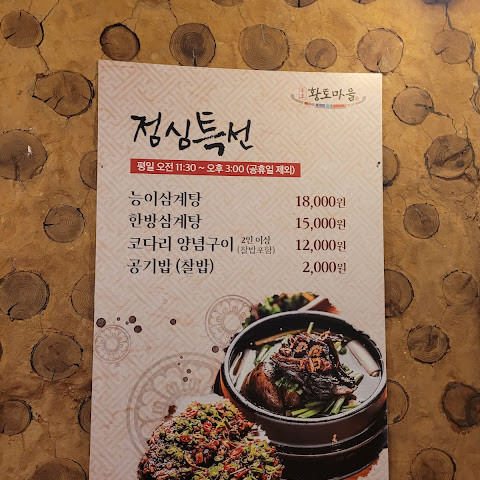 황토마을
점심특선
평일 오전 11:30 ~ 오후 3:00 (공휴일 제외)
능이삼계탕 18,000원
한방삼계탕 15,000원
코다리 양념구이 2인 이상 (찰밥포함) 12,000원
공기밥 (찰밥) 2,000원